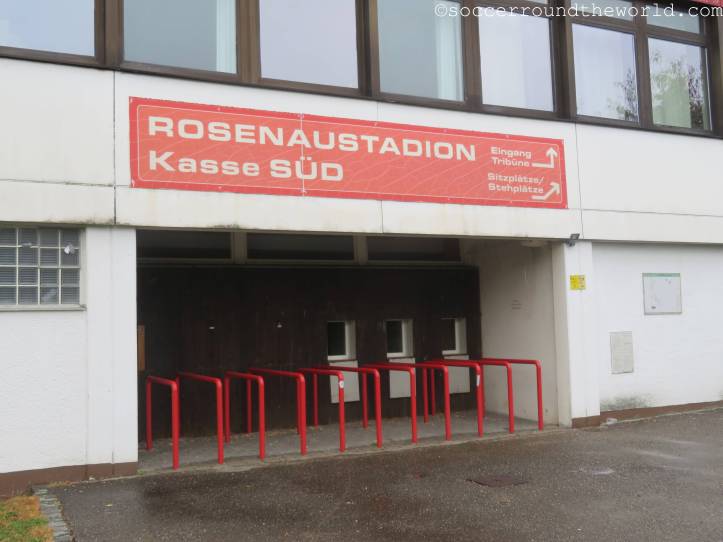 ©soccerroundtheworld.com
ROSENAUSTADION
Kasse SÜD
Eingang
Tribüne
Sitzplätze/
Stehplätze